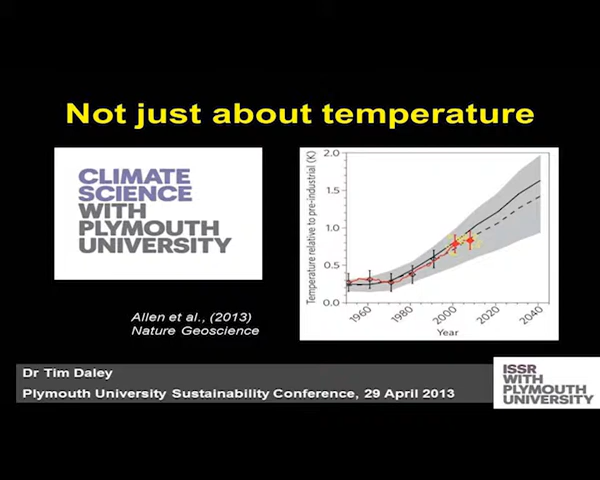 Not just about temperature
CLIMATE
SCIENCE
WITH
PLYMOUTH
UNIVERSITY
Allen et al., (2013)
Nature Geoscience
Temperature relative to pre-industrial (K)
2.0
1.5
1.0
0.5
0.0
1960
1980
2000
2020
2040
Year
Dr Tim Daley
Plymouth University Sustainability Conference, 29 April 2013
ISSR
WITH
PLYMOUTH
UNIVERSITY